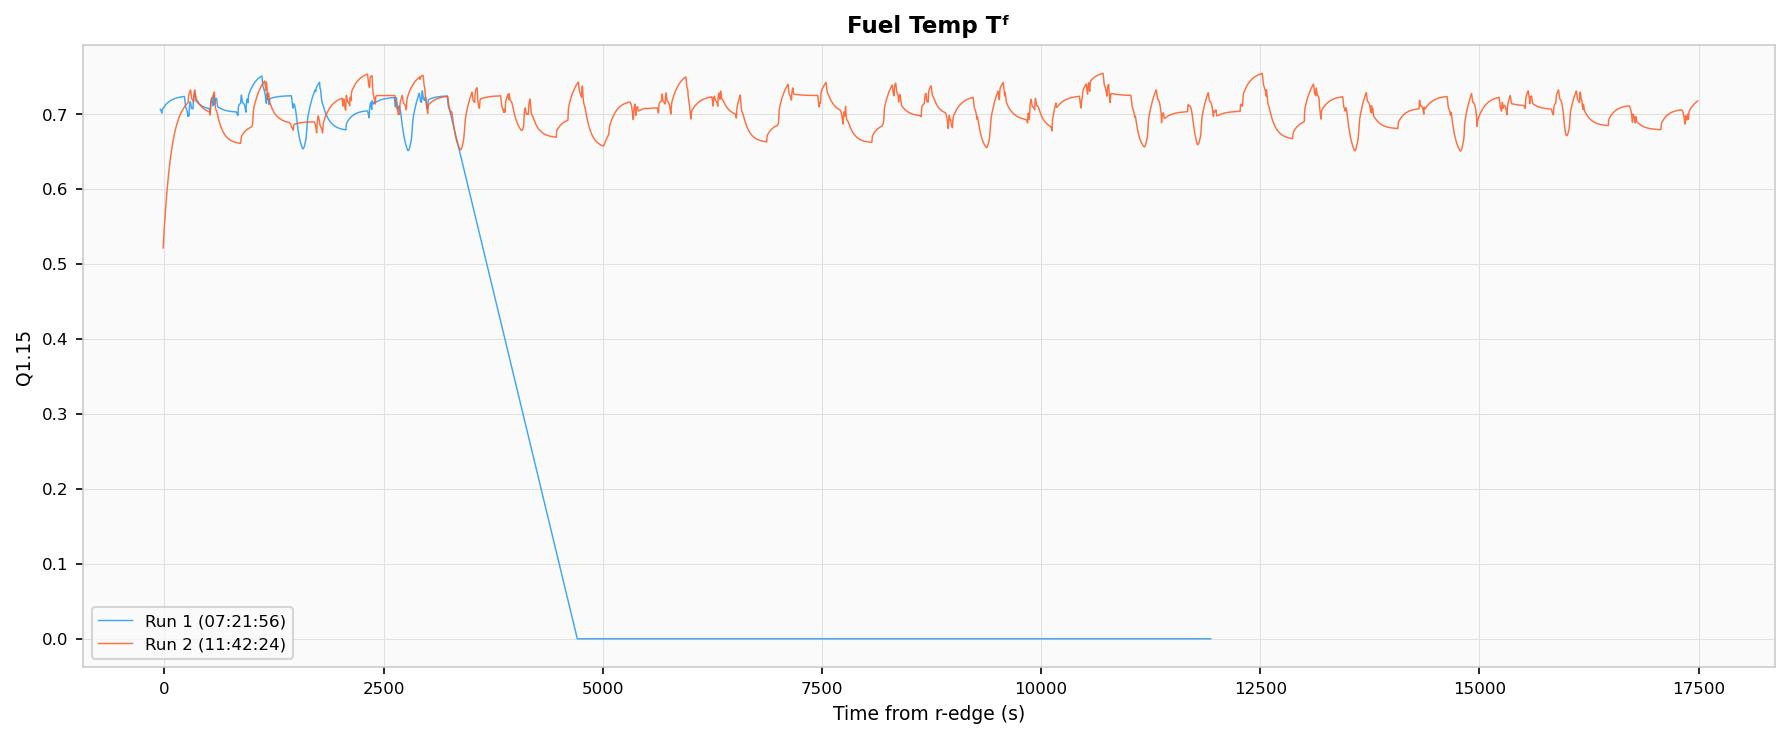 Fuel Temp Tᶠ
Q1.15
0.7
0.6
0.5
0.4
0.3
0.2
0.1
0.0
Run 1 (07:21:56)
Run 2 (11:42:24)
0 2500 5000 7500 10000 12500 15000 17500
Time from r-edge (s)